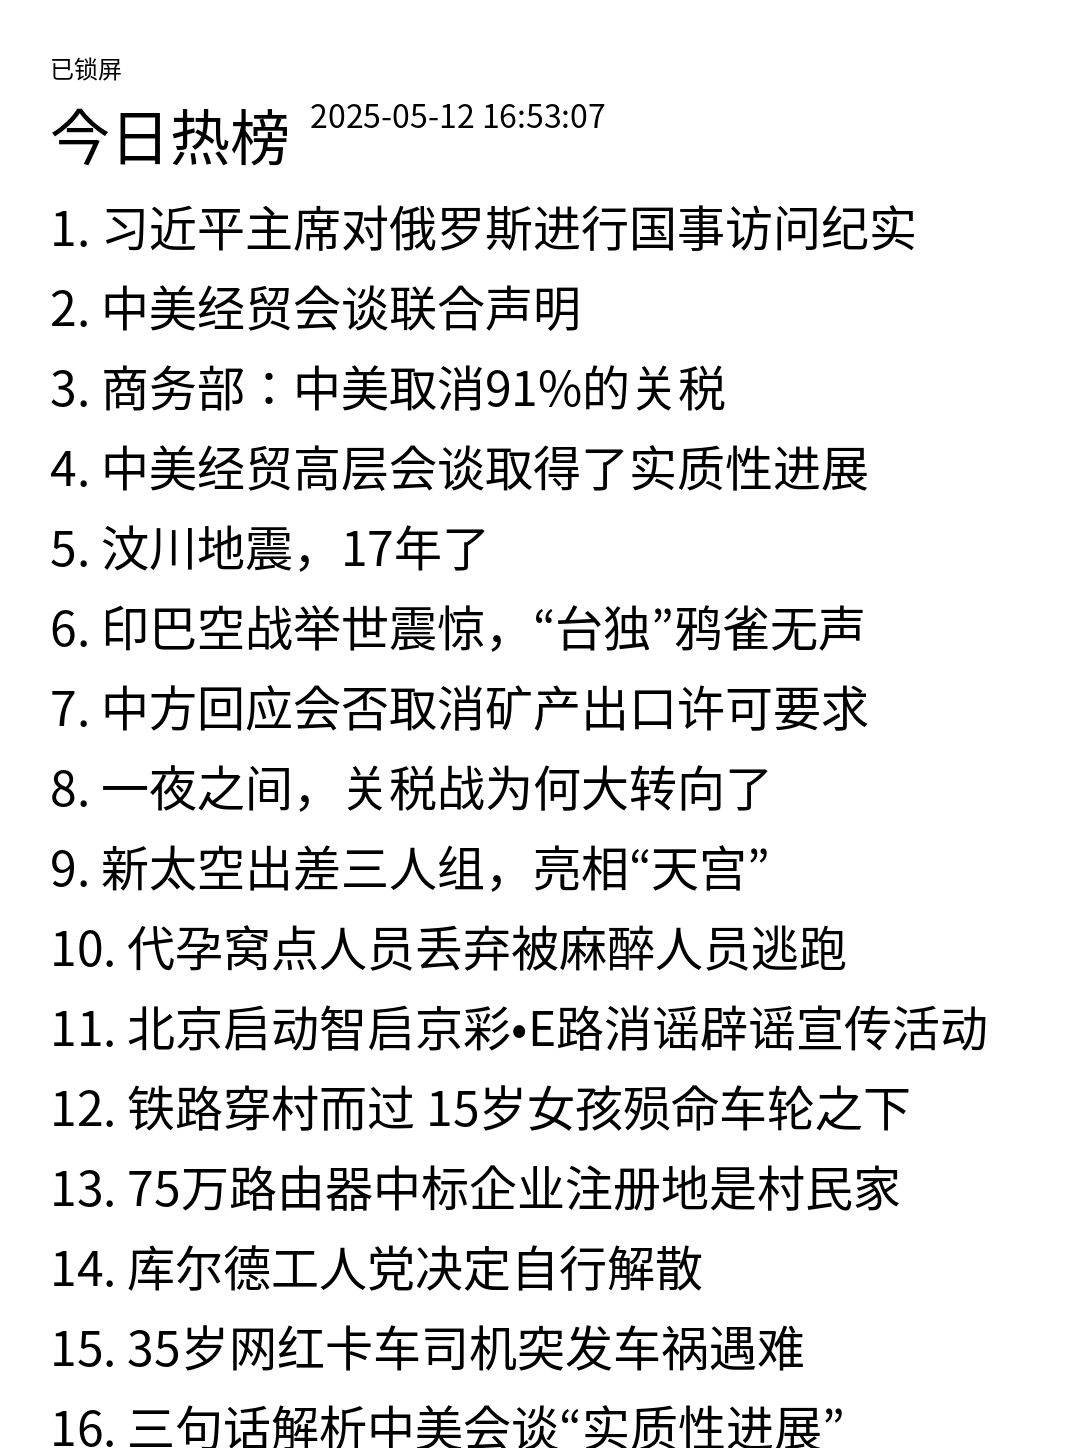 已锁屏
今日热榜 2025-05-12 16:53:07
1. 习近平主席对俄罗斯进行国事访问纪实
2. 中美经贸会谈联合声明
3. 商务部：中美取消91%的关税
4. 中美经贸高层会谈取得了实质性进展
5. 汶川地震，17年了
6. 印巴空战举世震惊，“台独”鸦雀无声
7. 中方回应会否取消矿产出口许可要求
8. 一夜之间，关税战为何大转向了
9. 新太空出差三人组，亮相“天宫”
10. 代孕窝点人员丢弃被麻醉人员逃跑
11. 北京启动智启京彩•E路消谣辟谣宣传活动
12. 铁路穿村而过 15岁女孩殒命车轮之下
13. 75万路由器中标企业注册地是村民家
14. 库尔德工人党决定自行解散
15. 35岁网红卡车司机突发车祸遇难
16. 三句话解析中美会谈“实质性进展”